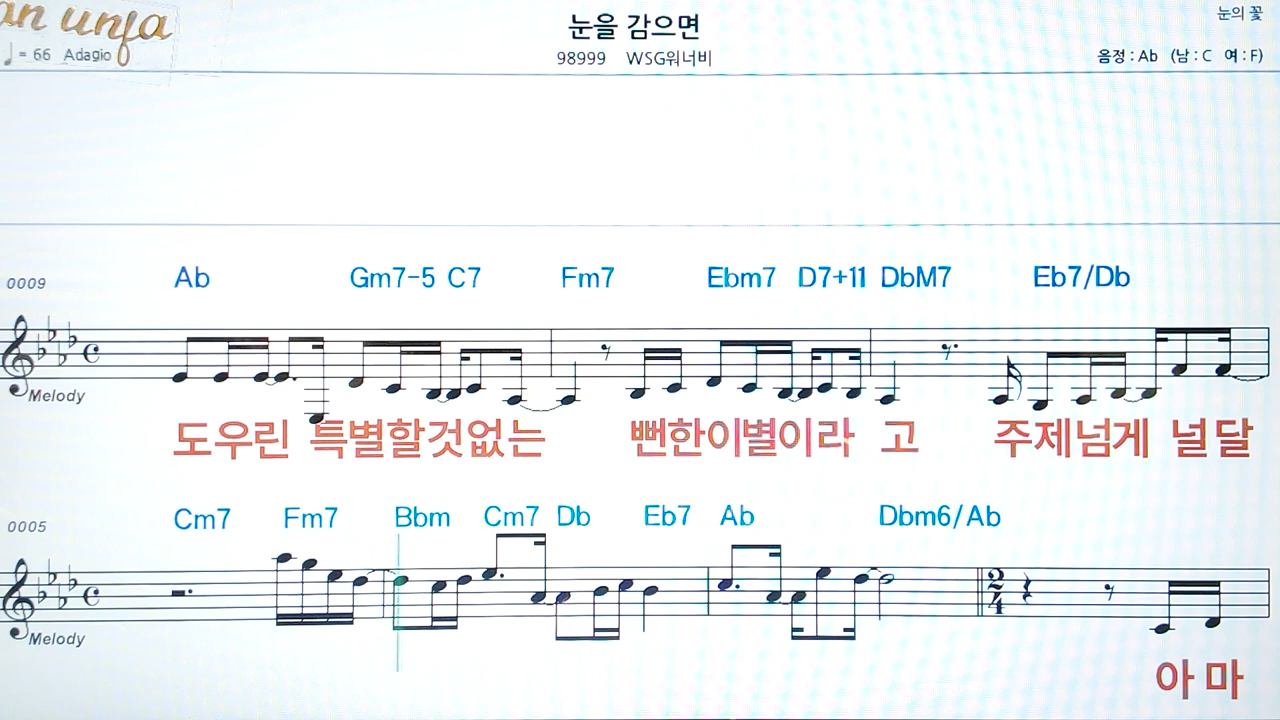 an unfa
눈을 감으면
눈의 꽃
♩= 66 Adagio
98999 WSG워너비
음정 : Ab (남 : C 여 : F)
0009
Ab Gm7-5 C7 Fm7 Ebm7 D7+11 DbM7 Eb7/Db
Melody
도우린 특별할것없는 뻔한이별이라 고 주제넘게 널달
0005
Cm7 Fm7 Bbm Cm7 Db Eb7 Ab Dbm6/Ab
2
4
Melody
아 마